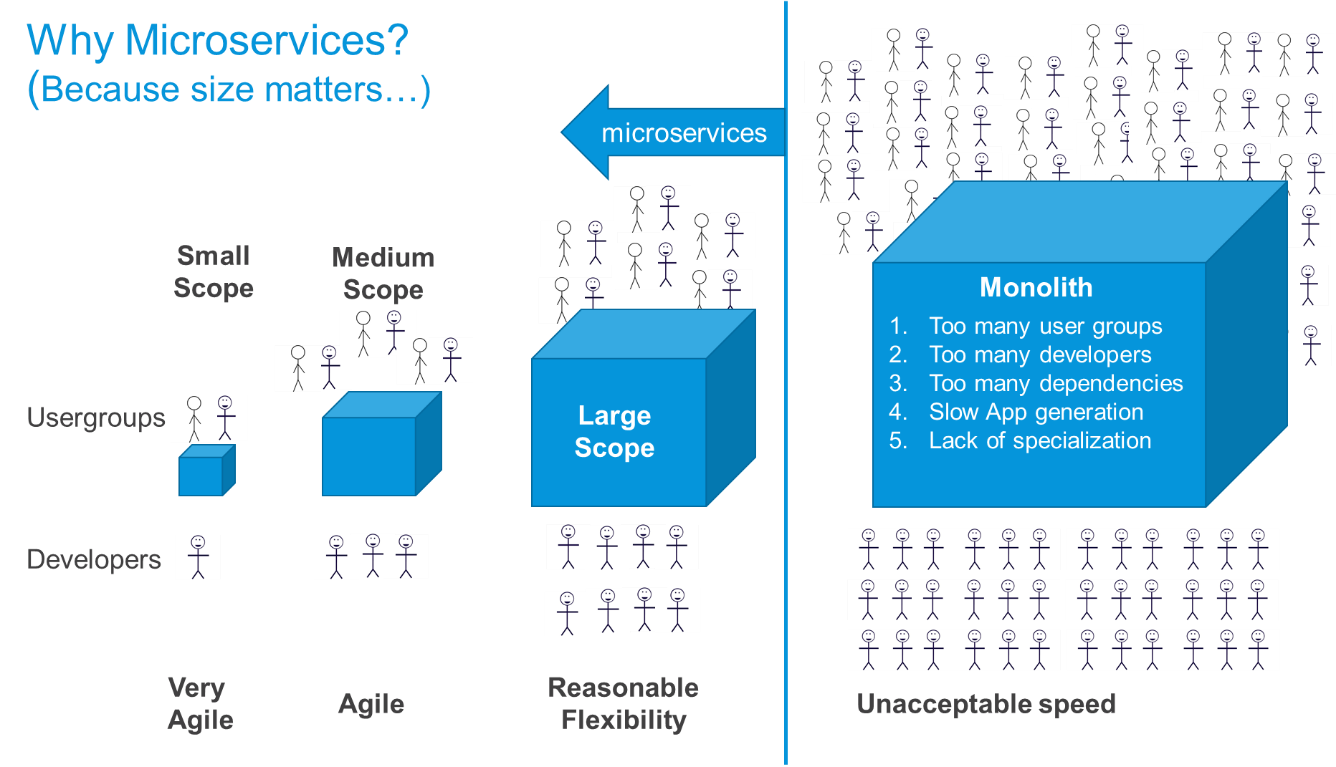 Why Microservices?
(Because size matters…)
microservices
Small
Scope
Medium
Scope
Usergroups
Large
Scope
Monolith
1. Too many user groups
2. Too many developers
3. Too many dependencies
4. Slow App generation
5. Lack of specialization
Developers
Very
Agile
Agile
Reasonable
Flexibility
Unacceptable speed